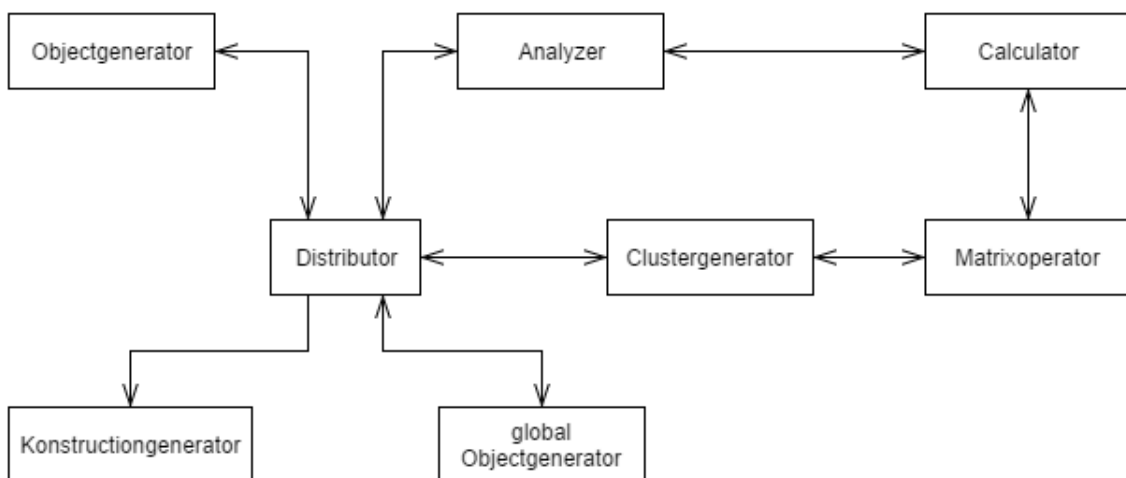 Objectgenerator
Analyzer
Calculator
Distributor
Clustergenerator
Matrixoperator
Konstructiongenerator
global
Objectgenerator